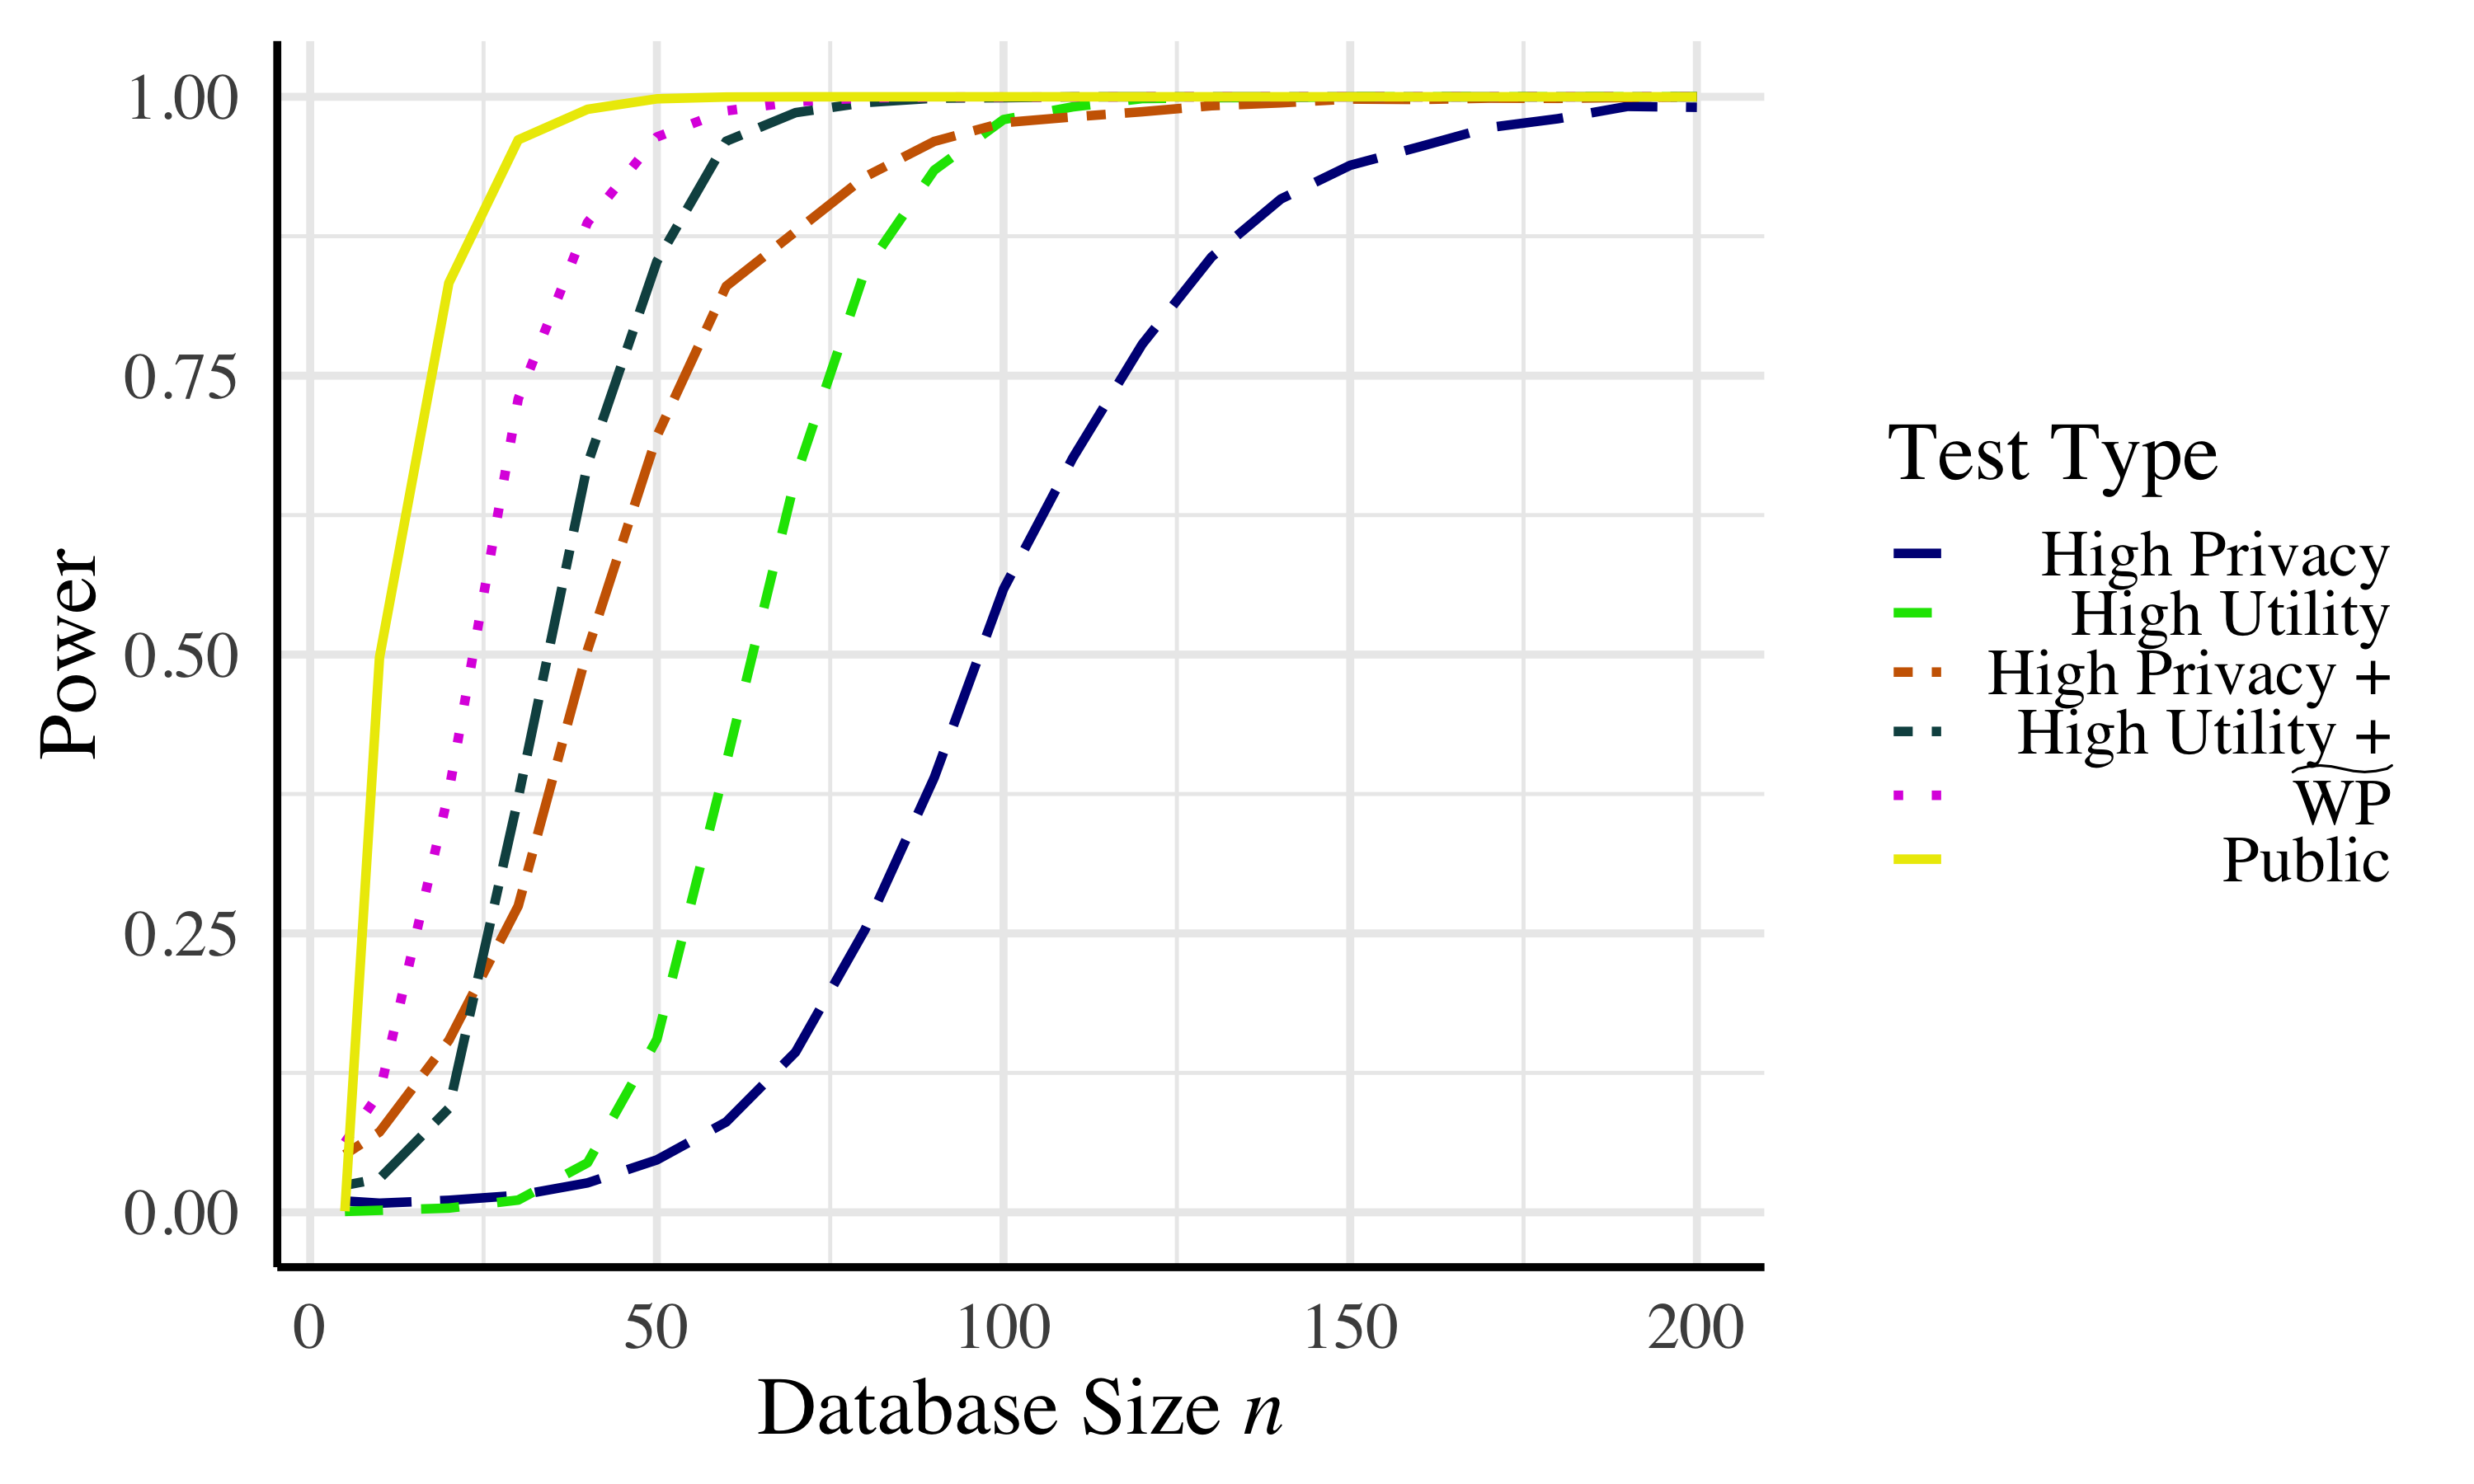 1.00
0.75
0.50
0.25
0.00
Power
0
50
100
150
200
Database Size n
Test Type
High Privacy
High Utility
High Privacy +
High Utility +
W͠P
Public